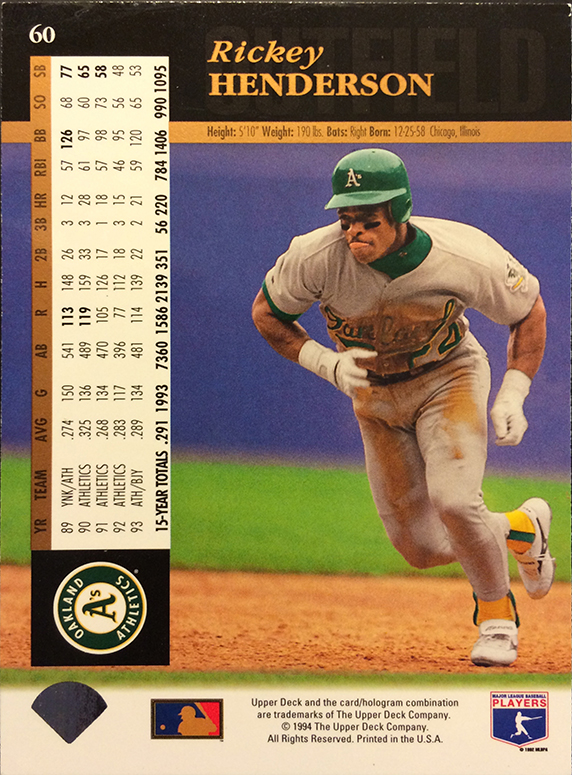 60
OUTFIELD
Rickey
HENDERSON
Height: 5'10" Weight: 190 lbs. Bats: Right Born: 12-25-58 Chicago, Illinois
YR TEAM AVG G AB R H 2B 3B HR RBI BB SO SB
89 YNK/ATH .274 150 541 113 148 26 3 12 57 126 68 77
90 ATHLETICS .325 136 489 119 159 33 3 28 61 97 60 65
91 ATHLETICS .268 134 470 105 126 17 1 18 57 98 73 58
92 ATHLETICS .283 117 396 77 112 18 3 15 46 95 56 48
93 ATH/BJY .289 134 481 114 139 22 2 21 59 120 65 53
15-YEAR TOTALS .291 1993 7360 1586 2139 351 56 220 784 1406 990 1095
A's
24
OAKLAND
A's
ATHLETICS
®
Upper Deck and the card/hologram combination
are trademarks of The Upper Deck Company.
© 1994 The Upper Deck Company.
All Rights Reserved. Printed in the U.S.A.
MAJOR LEAGUE BASEBALL
PLAYERS
© 1992 MLBPA